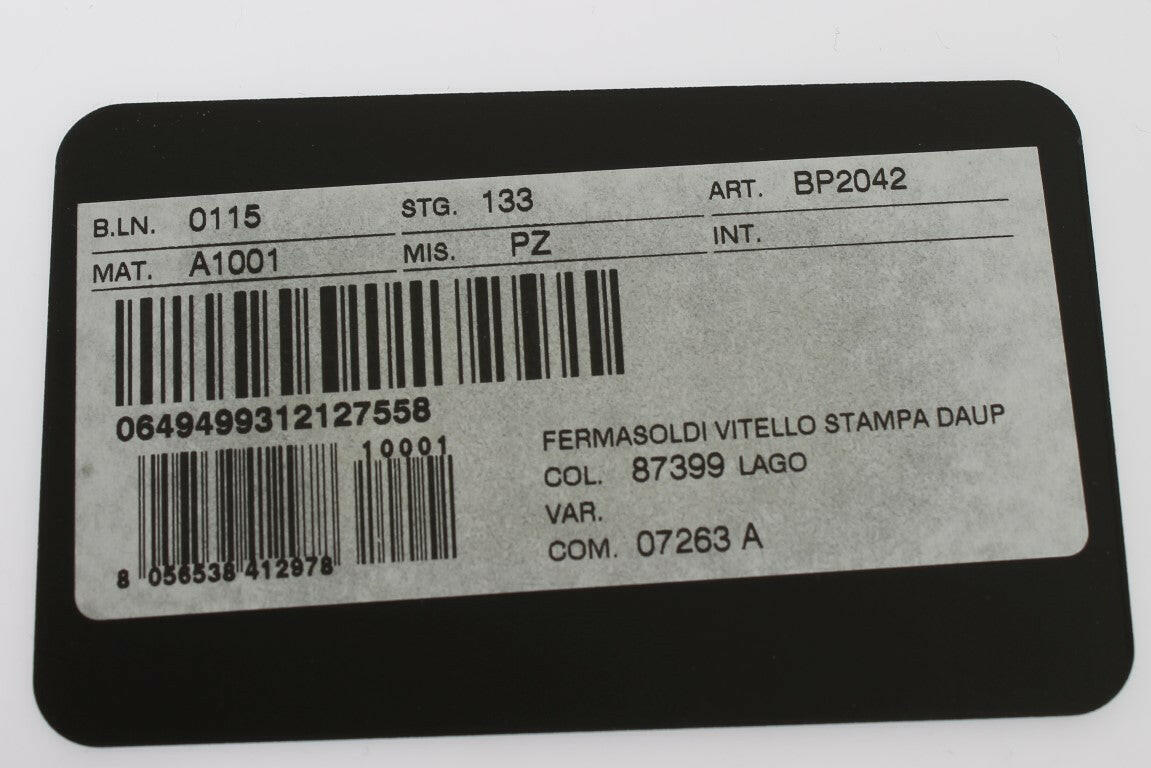 B.LN. 0115 STG. 133 ART. BP2042
MAT. A1001 MIS. PZ INT.
0649499312127558
10001
8 056538 412978
FERMASOLDI VITELLO STAMPA DAUP
COL. 87399 LAGO
VAR.
COM. 07263 A